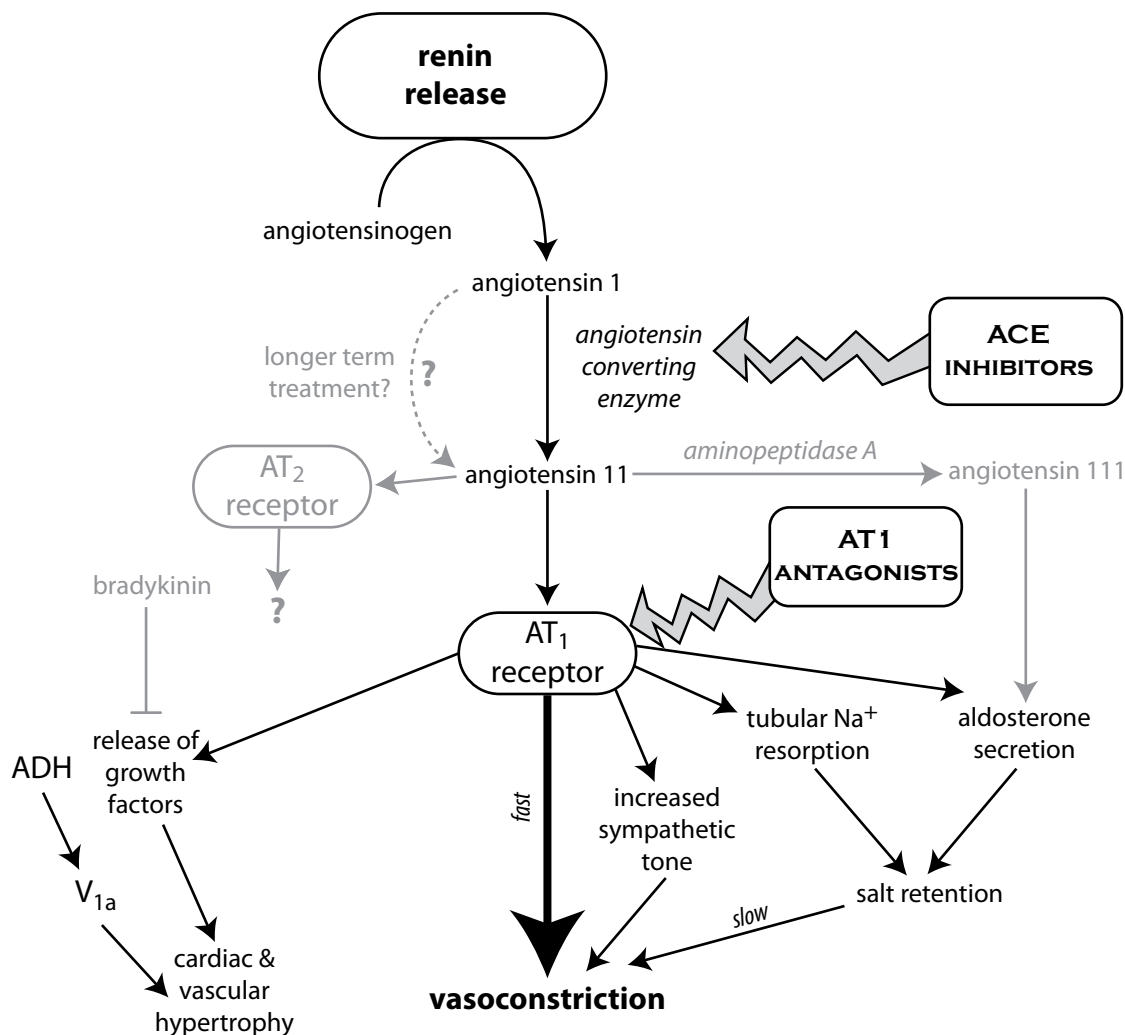 renin
release
angiotensinogen
angiotensin 1
longer term
treatment?
?
angiotensin
converting
enzyme
ACE
INHIBITORS
AT2
receptor
angiotensin 11
aminopeptidase A
angiotensin 111
AT1
ANTAGONISTS
bradykinin
?
AT1
receptor
ADH
release of
growth
factors
fast
increased
sympathetic
tone
tubular Na+
resorption
aldosterone
secretion
V1a
salt retention
slow
cardiac &
vascular
hypertrophy
vasoconstriction